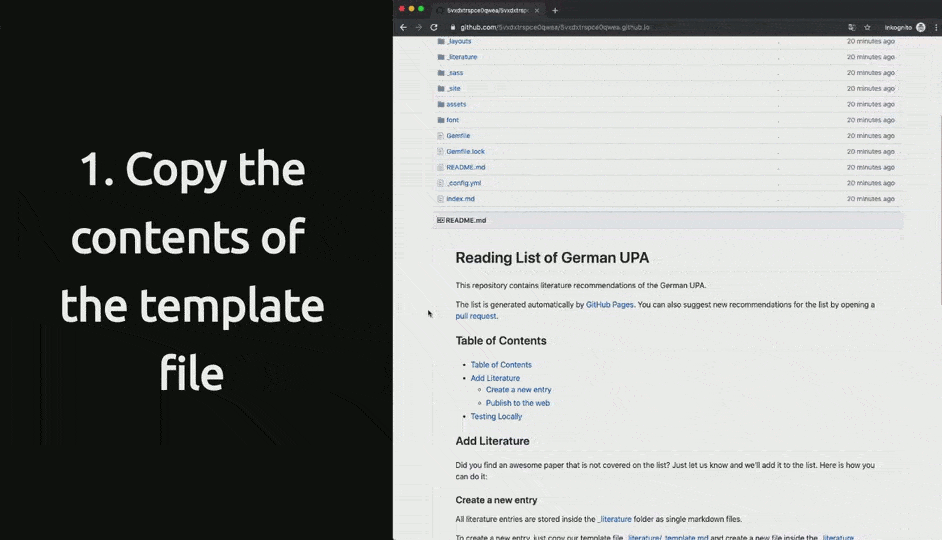 1. Copy the
contents of
the template
file
github.com/5vxdxtrspce0qwea/5vxdxtrspce0qwea.github.io
Inkognito
_layouts . 20 minutes ago
_literature . 20 minutes ago
_sass . 20 minutes ago
_site . 20 minutes ago
assets . 20 minutes ago
font . 20 minutes ago
Gemfile . 20 minutes ago
Gemfile.lock . 20 minutes ago
README.md . 20 minutes ago
_config.yml . 20 minutes ago
index.md . 20 minutes ago
README.md
Reading List of German UPA
This repository contains literature recommendations of the German UPA.
The list is generated automatically by GitHub Pages. You can also suggest new recommendations for the list by opening a
pull request.
Table of Contents
• Table of Contents
• Add Literature
◦ Create a new entry
◦ Publish to the web
• Testing Locally
Add Literature
Did you find an awesome paper that is not covered on the list? Just let us know and we'll add it to the list. Here is how you
can do it:
Create a new entry
All literature entries are stored inside the _literature folder as single markdown files.
To create a new entry, just copy our template file _literature/_template.md and create a new file inside the _literature